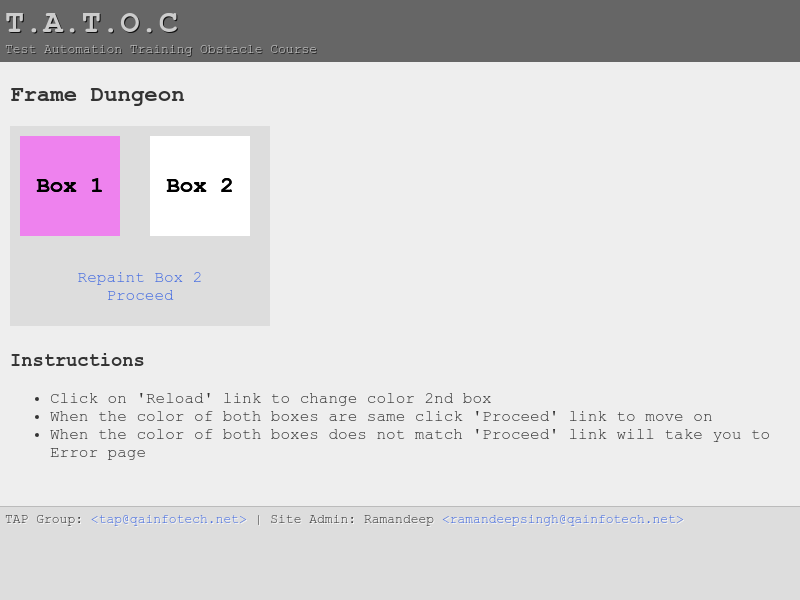 T.A.T.O.C
Test Automation Training Obstacle Course
Frame Dungeon
Box 1
Box 2
Repaint Box 2
Proceed
Instructions
• Click on 'Reload' link to change color 2nd box
• When the color of both boxes are same click 'Proceed' link to move on
• When the color of both boxes does not match 'Proceed' link will take you to
Error page
TAP Group: <tap@qainfotech.net> | Site Admin: Ramandeep <ramandeepsingh@qainfotech.net>